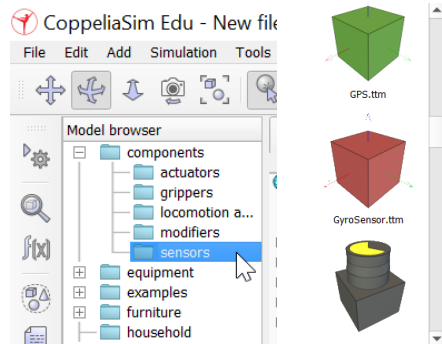 CoppeliaSim Edu - New file
File Edit Add Simulation Tools
Model browser
components
actuators
grippers
locomotion a...
modifiers
sensors
equipment
examples
furniture
household
f(x)
GPS.ttm
GyroSensor.ttm